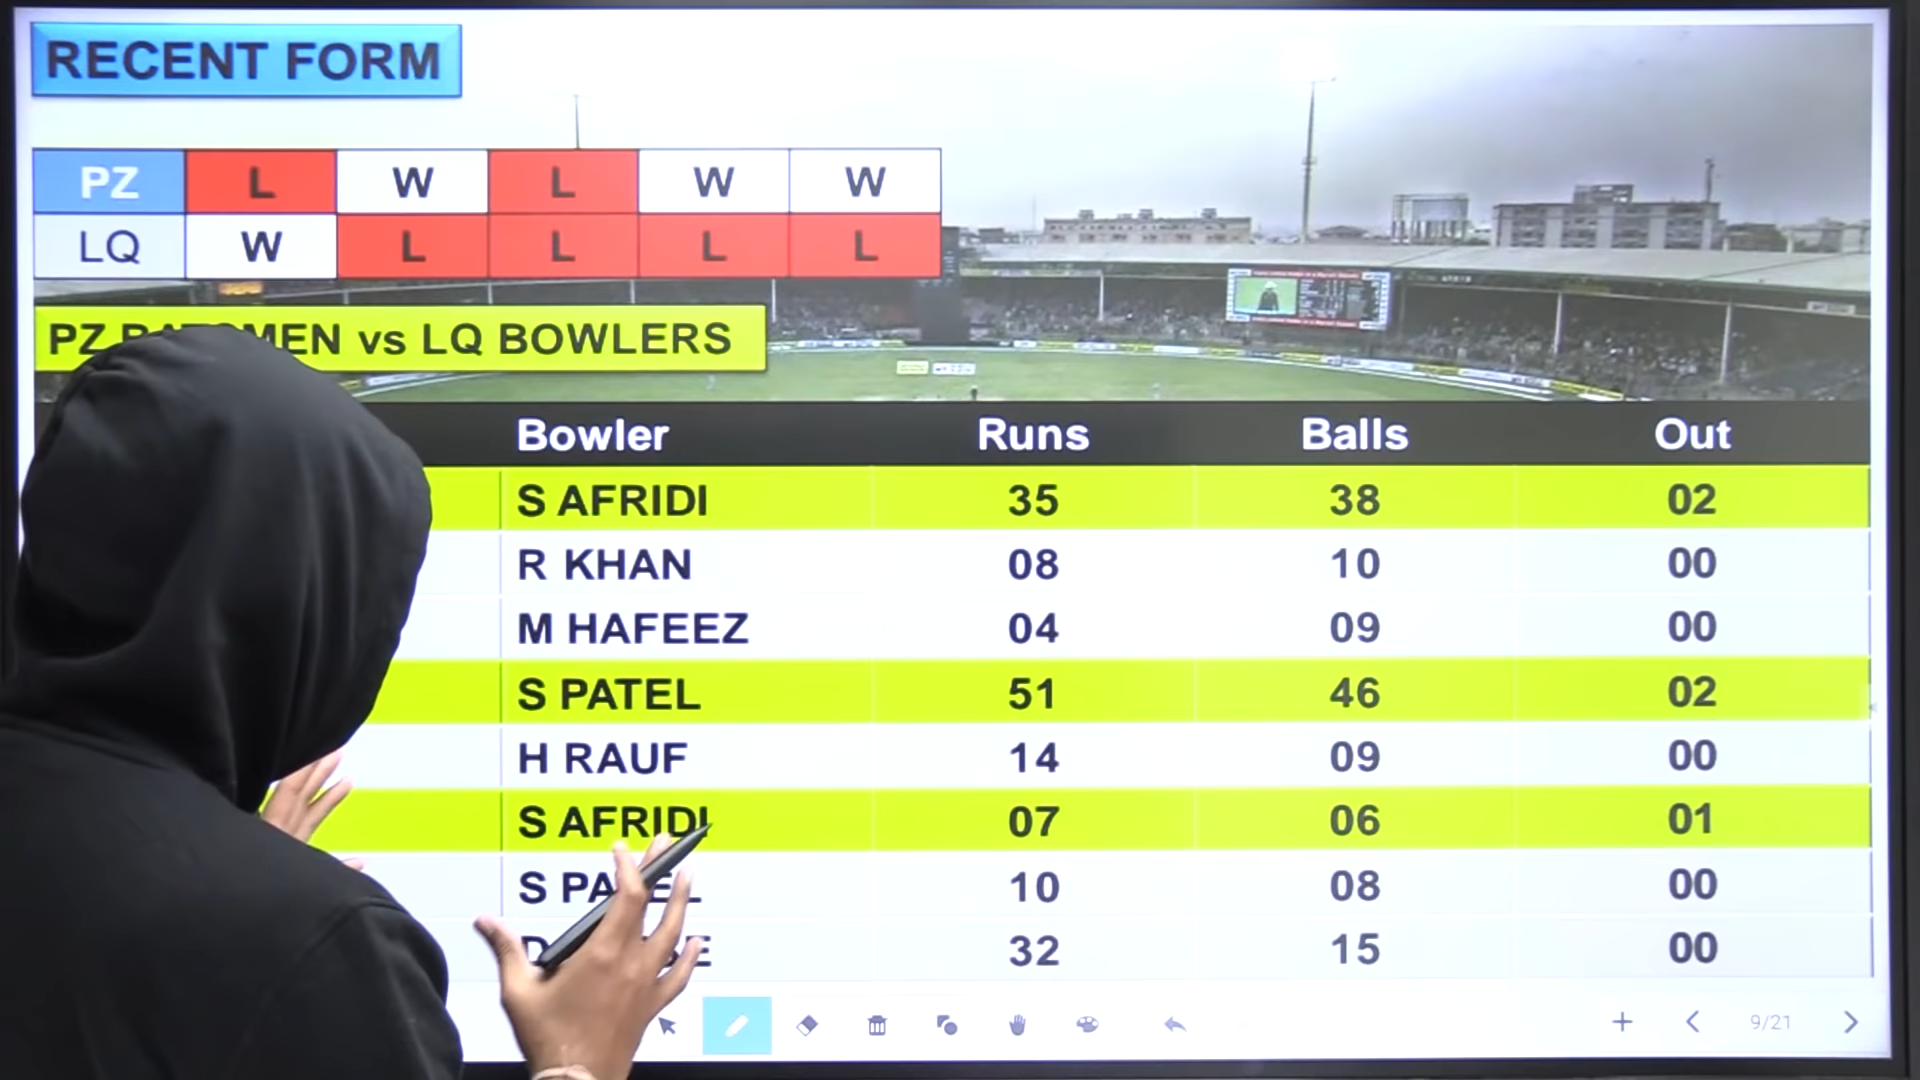 RECENT FORM
PZ L W L W W
LQ W L L L L
PZ vs LQ BOWLERS
Bowler Runs Balls Out
S AFRIDI 35 38 02
R KHAN 08 10 00
M HAFEEZ 04 09 00
S PATEL 51 46 02
H RAUF 14 09 00
S AFRIDI 07 06 01
S 10 08 00
32 15 00
9/21